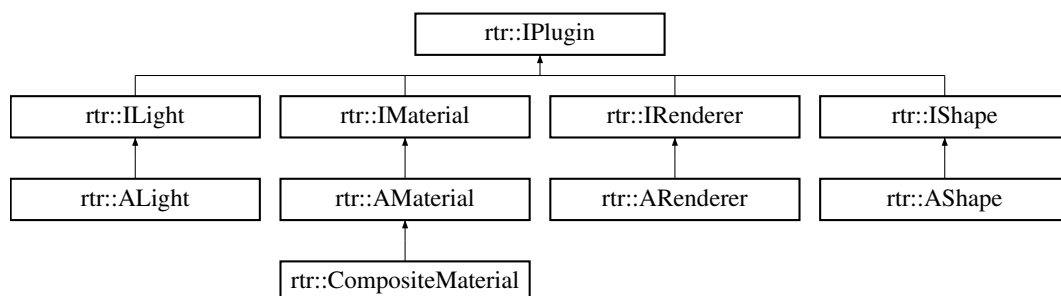 rtr::IPlugin
rtr::ILight rtr::IMaterial rtr::IRenderer rtr::IShape
rtr::ALight rtr::AMaterial rtr::ARenderer rtr::AShape
rtr::CompositeMaterial